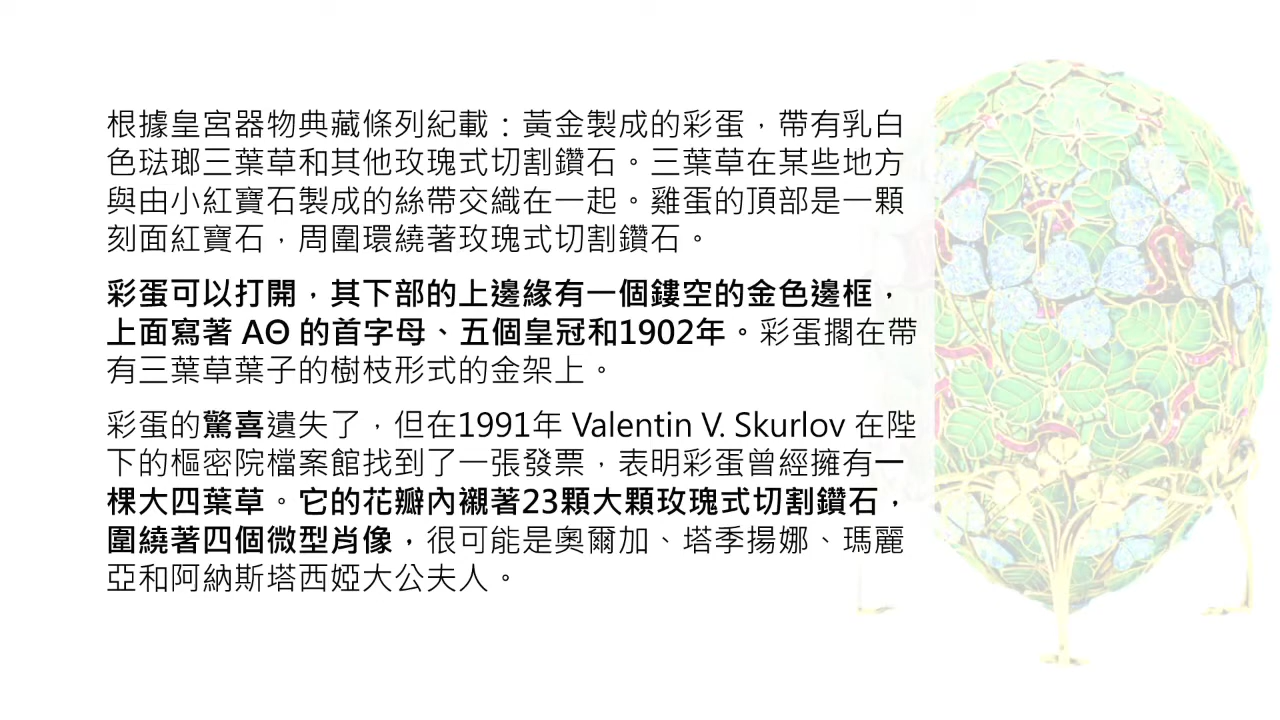 根據皇宮器物典藏條列紀載：黃金製成的彩蛋，帶有乳白
色琺瑯三葉草和其他玫瑰式切割鑽石。三葉草在某些地方
與由小紅寶石製成的絲帶交織在一起。雞蛋的頂部是一顆
刻面紅寶石，周圍環繞著玫瑰式切割鑽石。
彩蛋可以打開，其下部的上邊緣有一個鏤空的金色邊框，
上面寫著 AΘ 的首字母、五個皇冠和1902年。彩蛋擱在帶
有三葉草葉子的樹枝形式的金架上。
彩蛋的驚喜遺失了，但在1991年 Valentin V. Skurlov 在陛
下的樞密院檔案館找到了一張發票，表明彩蛋曾經擁有一
棵大四葉草。它的花瓣內襯著23顆大顆玫瑰式切割鑽石，
圍繞著四個微型肖像，很可能是奧爾加、塔季揚娜、瑪麗
亞和阿納斯塔西婭大公夫人。